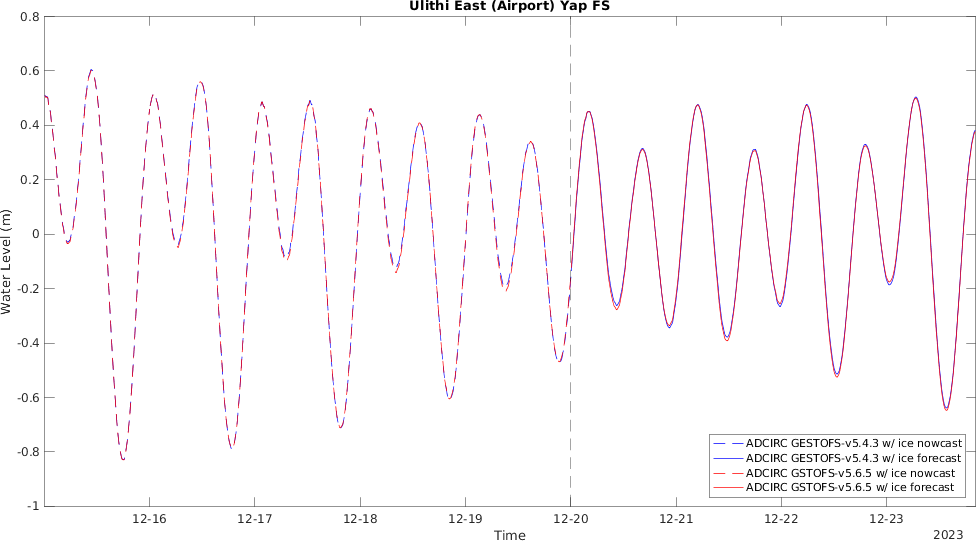 Ulithi East (Airport) Yap FS
0.8
0.6
0.4
0.2
0
-0.2
-0.4
-0.6
-0.8
-1
Water Level (m)
ADCIRC GESTOFS-v5.4.3 w/ ice nowcast
ADCIRC GESTOFS-v5.4.3 w/ ice forecast
ADCIRC GSTOFS-v5.6.5 w/ ice nowcast
ADCIRC GSTOFS-v5.6.5 w/ ice forecast
12-16 12-17 12-18 12-19 12-20 12-21 12-22 12-23
Time
2023